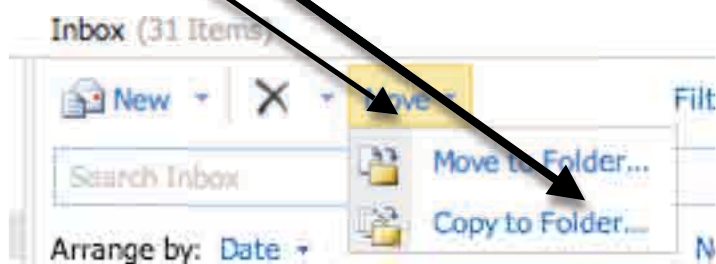 Inbox (31 Items)
New Move Filt
Search Inbox
Move to Folder...
Copy to Folder...
Arrange by: Date N